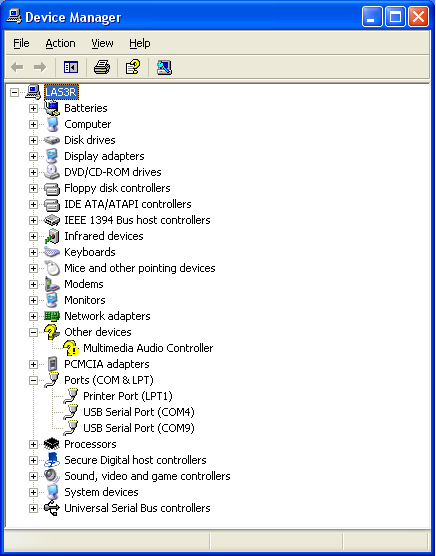 Device Manager
File Action View Help
LAS3R
Batteries
Computer
Disk drives
Display adapters
DVD/CD-ROM drives
Floppy disk controllers
IDE ATA/ATAPI controllers
IEEE 1394 Bus host controllers
Infrared devices
Keyboards
Mice and other pointing devices
Modems
Monitors
Network adapters
Other devices
Multimedia Audio Controller
PCMCIA adapters
Ports (COM & LPT)
Printer Port (LPT1)
USB Serial Port (COM4)
USB Serial Port (COM9)
Processors
Secure Digital host controllers
Sound, video and game controllers
System devices
Universal Serial Bus controllers